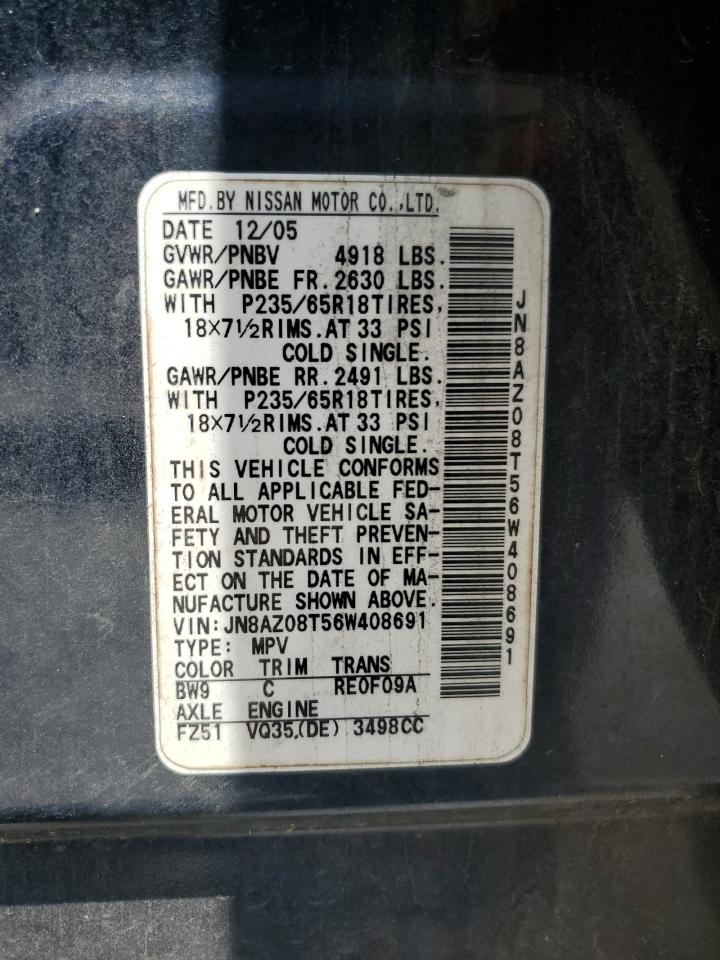 MFD.BY NISSAN MOTOR CO.,LTD.
DATE 12/05
GVWR/PNBV 4918 LBS.
GAWR/PNBE FR.2630 LBS.
WITH P235/65R18TIRES,
18×7½RIMS.AT 33 PSI
COLD SINGLE.
GAWR/PNBE RR.2491 LBS.
WITH P235/65R18TIRES,
18×7½RIMS.AT 33 PSI
COLD SINGLE.
THIS VEHICLE CONFORMS
TO ALL APPLICABLE FED-
ERAL MOTOR VEHICLE SA-
FETY AND THEFT PREVEN-
TION STANDARDS IN EFF-
ECT ON THE DATE OF MA-
NUFACTURE SHOWN ABOVE.
VIN:JN8AZ08T56W408691
TYPE: MPV
COLOR TRIM TRANS
BW9 C RE0F09A
AXLE ENGINE
FZ51 VQ35,(DE) 3498CC
JN8AZ08T56W408691